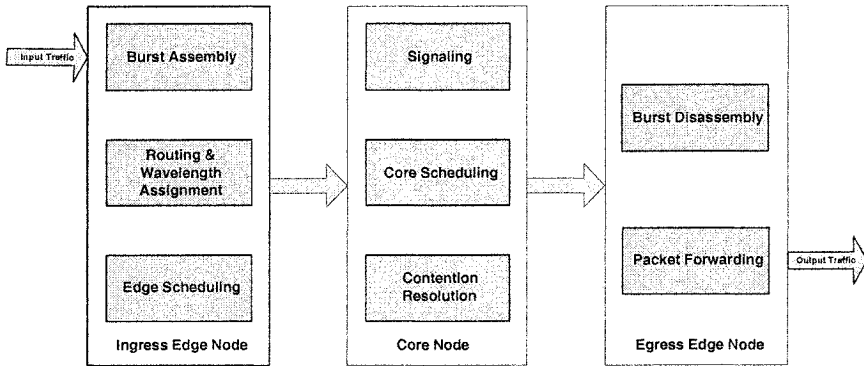 Input Traffic
Burst Assembly
Routing &
Wavelength
Assignment
Edge Scheduling
Ingress Edge Node
Signaling
Core Scheduling
Contention
Resolution
Core Node
Burst Disassembly
Packet Forwarding
Egress Edge Node
Output Traffic